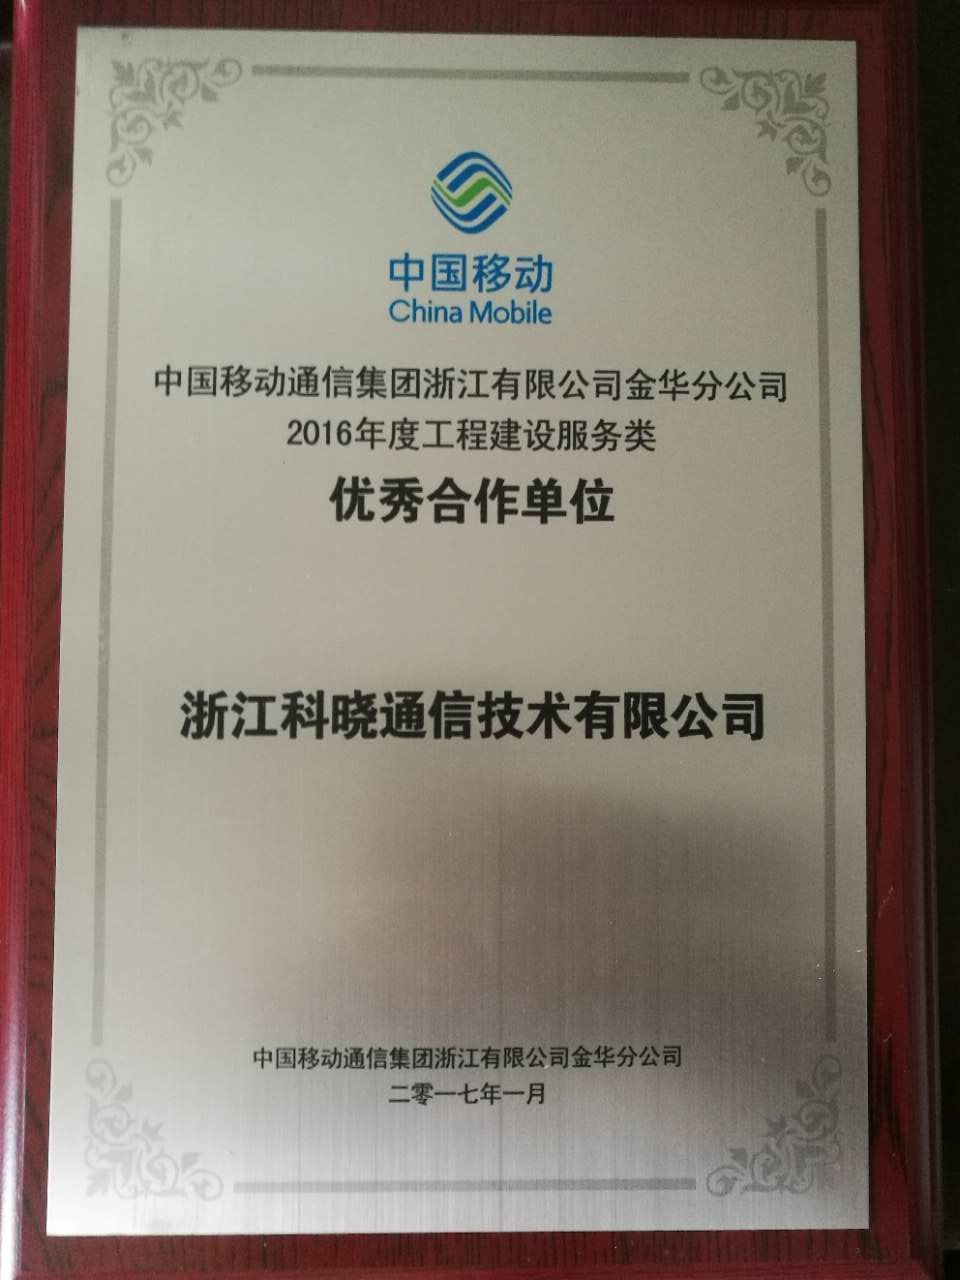 中国移动
China Mobile
中国移动通信集团浙江有限公司金华分公司
2016年度工程建设服务类
优秀合作单位
浙江科晓通信技术有限公司
中国移动通信集团浙江有限公司金华分公司
二零一七年一月